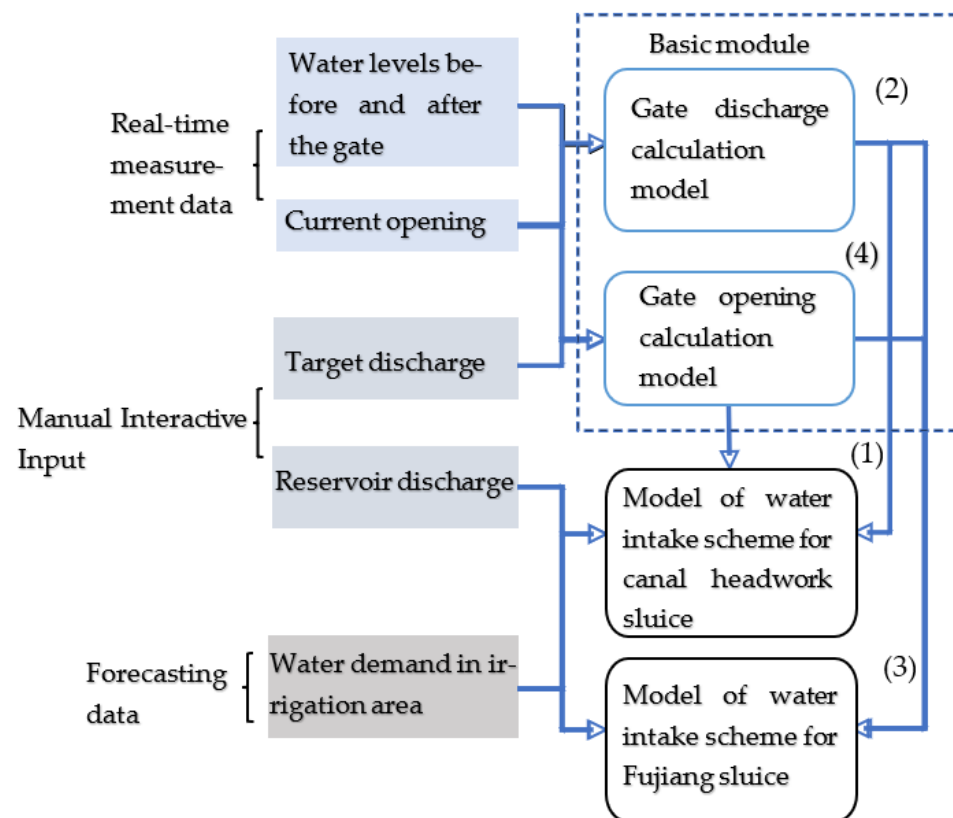 Real-time
measure-
ment data
Water levels be-
fore and after
the gate
Current opening
Manual Interactive
Input
Target discharge
Reservoir discharge
Forecasting
data
Water demand in ir-
rigation area
Basic module
Gate discharge
calculation
model
(2)
Gate opening
calculation
model
(4)
Model of water
intake scheme for
canal headwork
sluice
(1)
Model of water
intake scheme for
Fujiang sluice
(3)